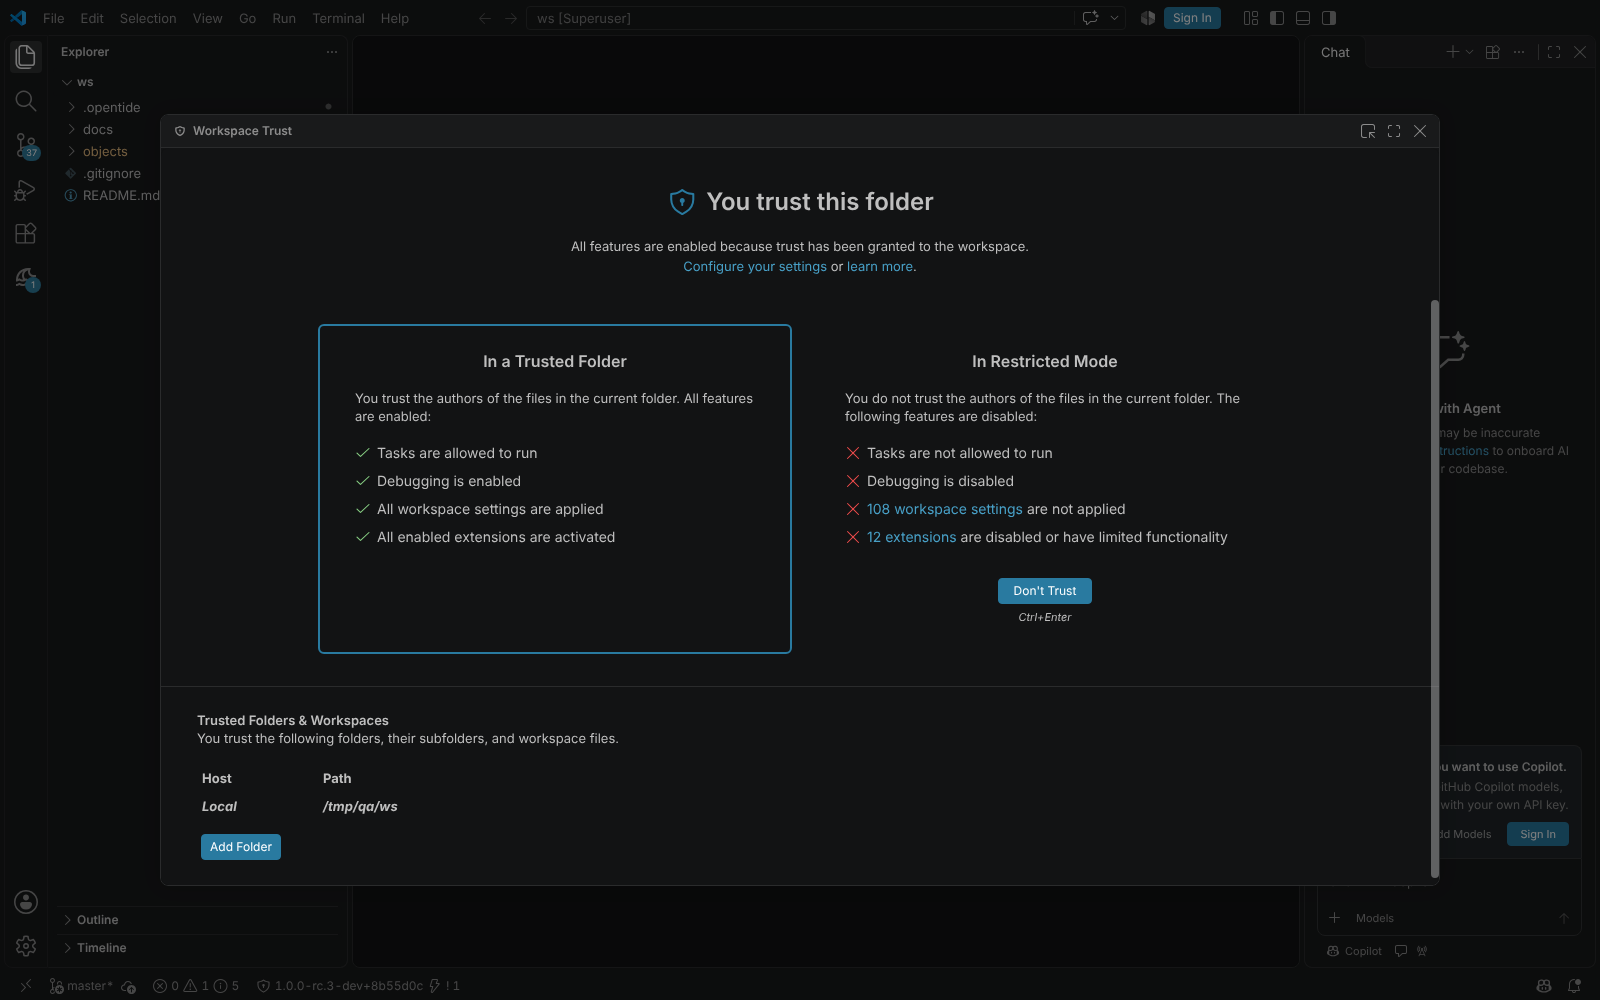 File Edit Selection View Go Run Terminal Help
ws [Superuser]
Sign In
Explorer
ws
.opentide
docs
objects
.gitignore
README.md
37
1
Outline
Timeline
Chat
Workspace Trust
You trust this folder
All features are enabled because trust has been granted to the workspace.
Configure your settings or learn more.
In a Trusted Folder
You trust the authors of the files in the current folder. All features
are enabled:
Tasks are allowed to run
Debugging is enabled
All workspace settings are applied
All enabled extensions are activated
In Restricted Mode
You do not trust the authors of the files in the current folder. The
following features are disabled:
Tasks are not allowed to run
Debugging is disabled
108 workspace settings are not applied
12 extensions are disabled or have limited functionality
Don't Trust
Ctrl+Enter
Trusted Folders & Workspaces
You trust the following folders, their subfolders, and workspace files.
Host Path
Local /tmp/qa/ws
Add Folder
with Agent
may be inaccurate
to onboard AI
codebase.
want to use Copilot.
Copilot models,
with your own API key.
Models
Sign In
Models
Copilot
master* 0 1 5 1.0.0-rc.3-dev+8b55d0c ! 1